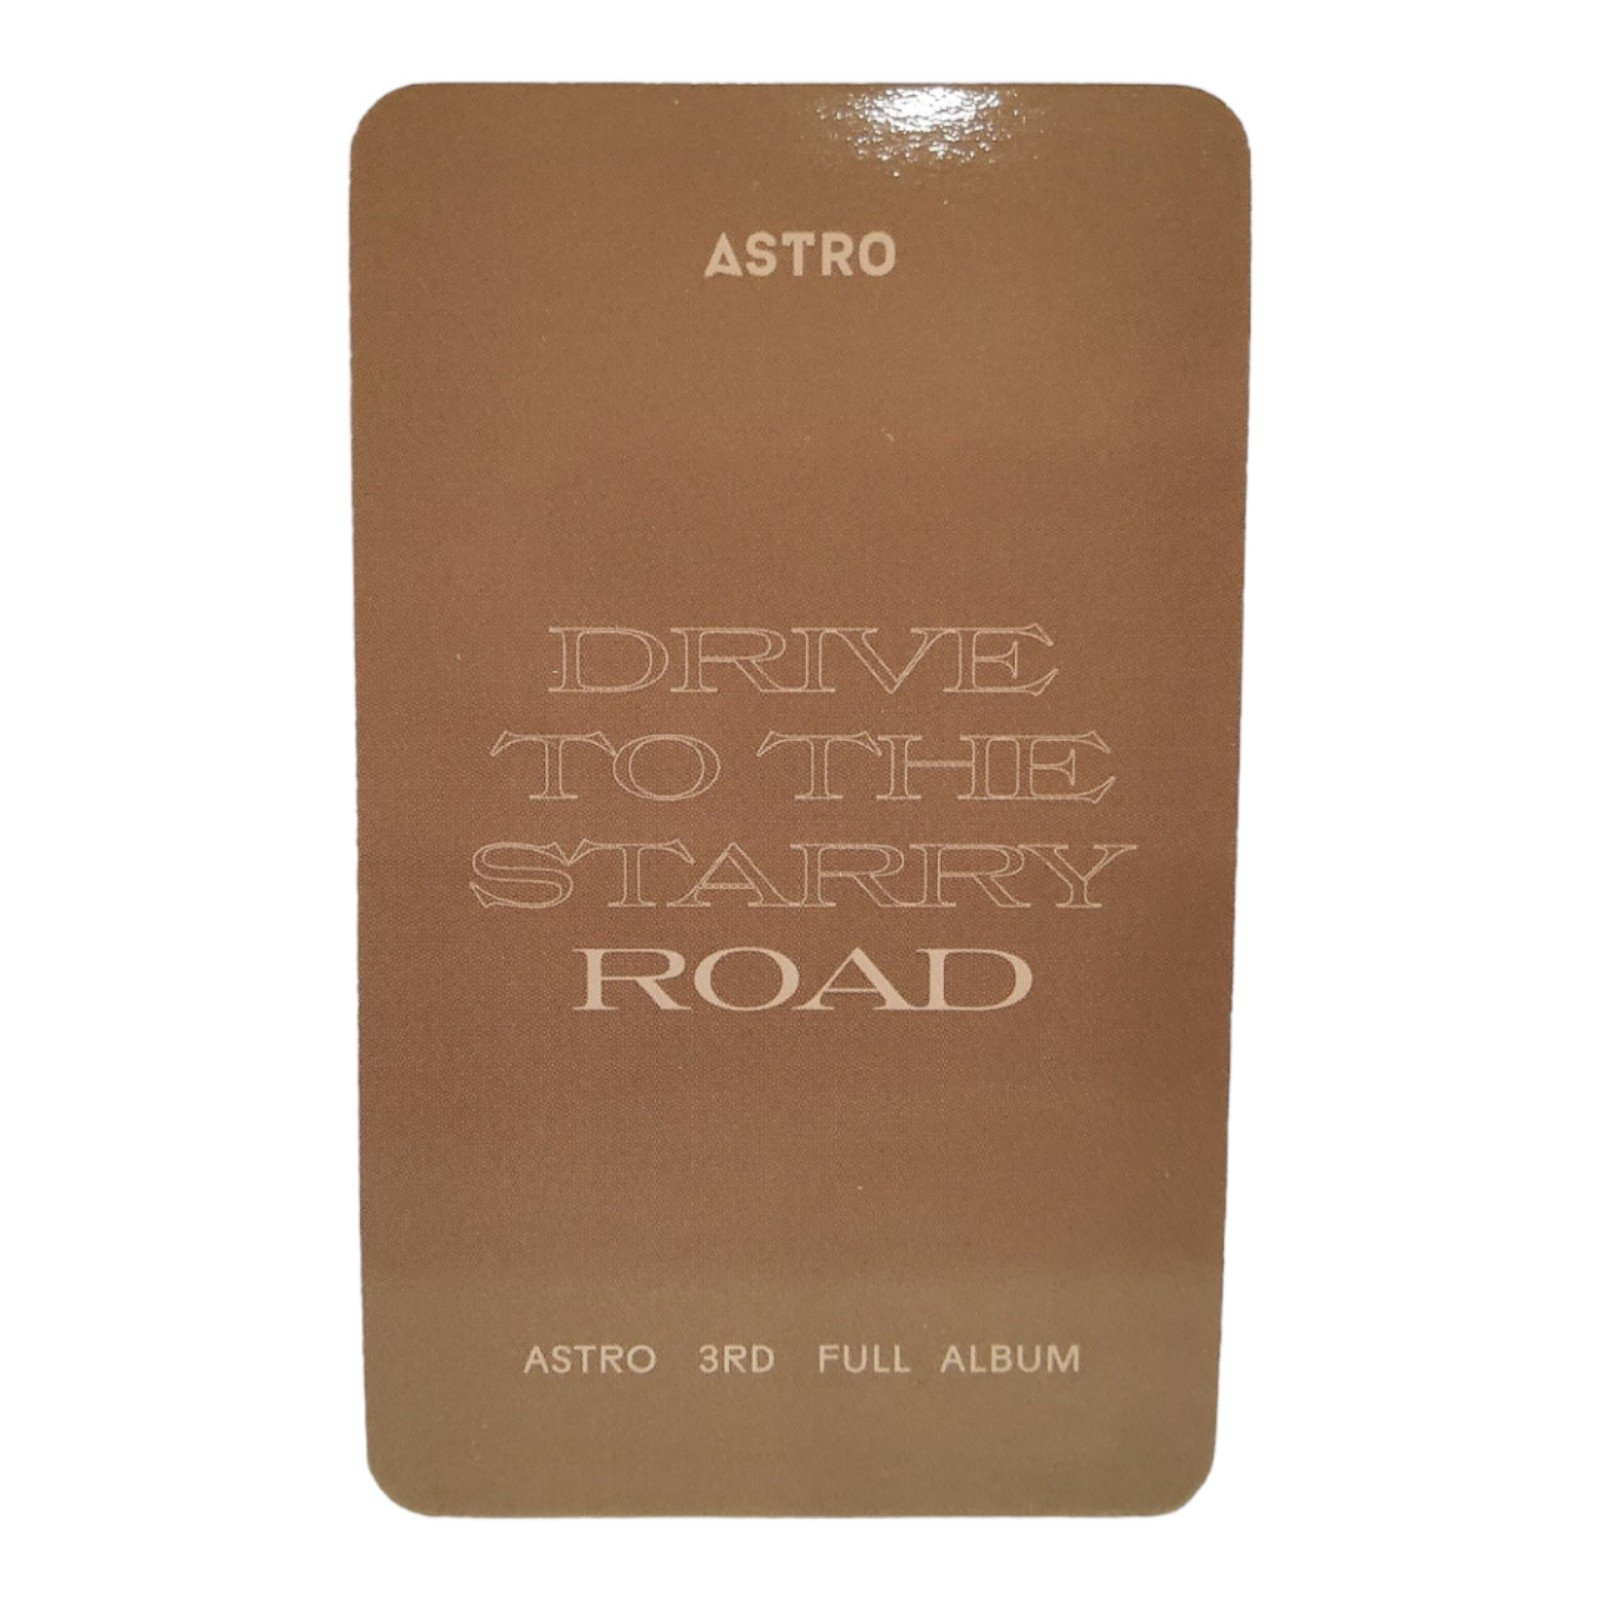 ASTRO
DRIVE
TO THE
STARRY
ROAD
ASTRO 3RD FULL ALBUM